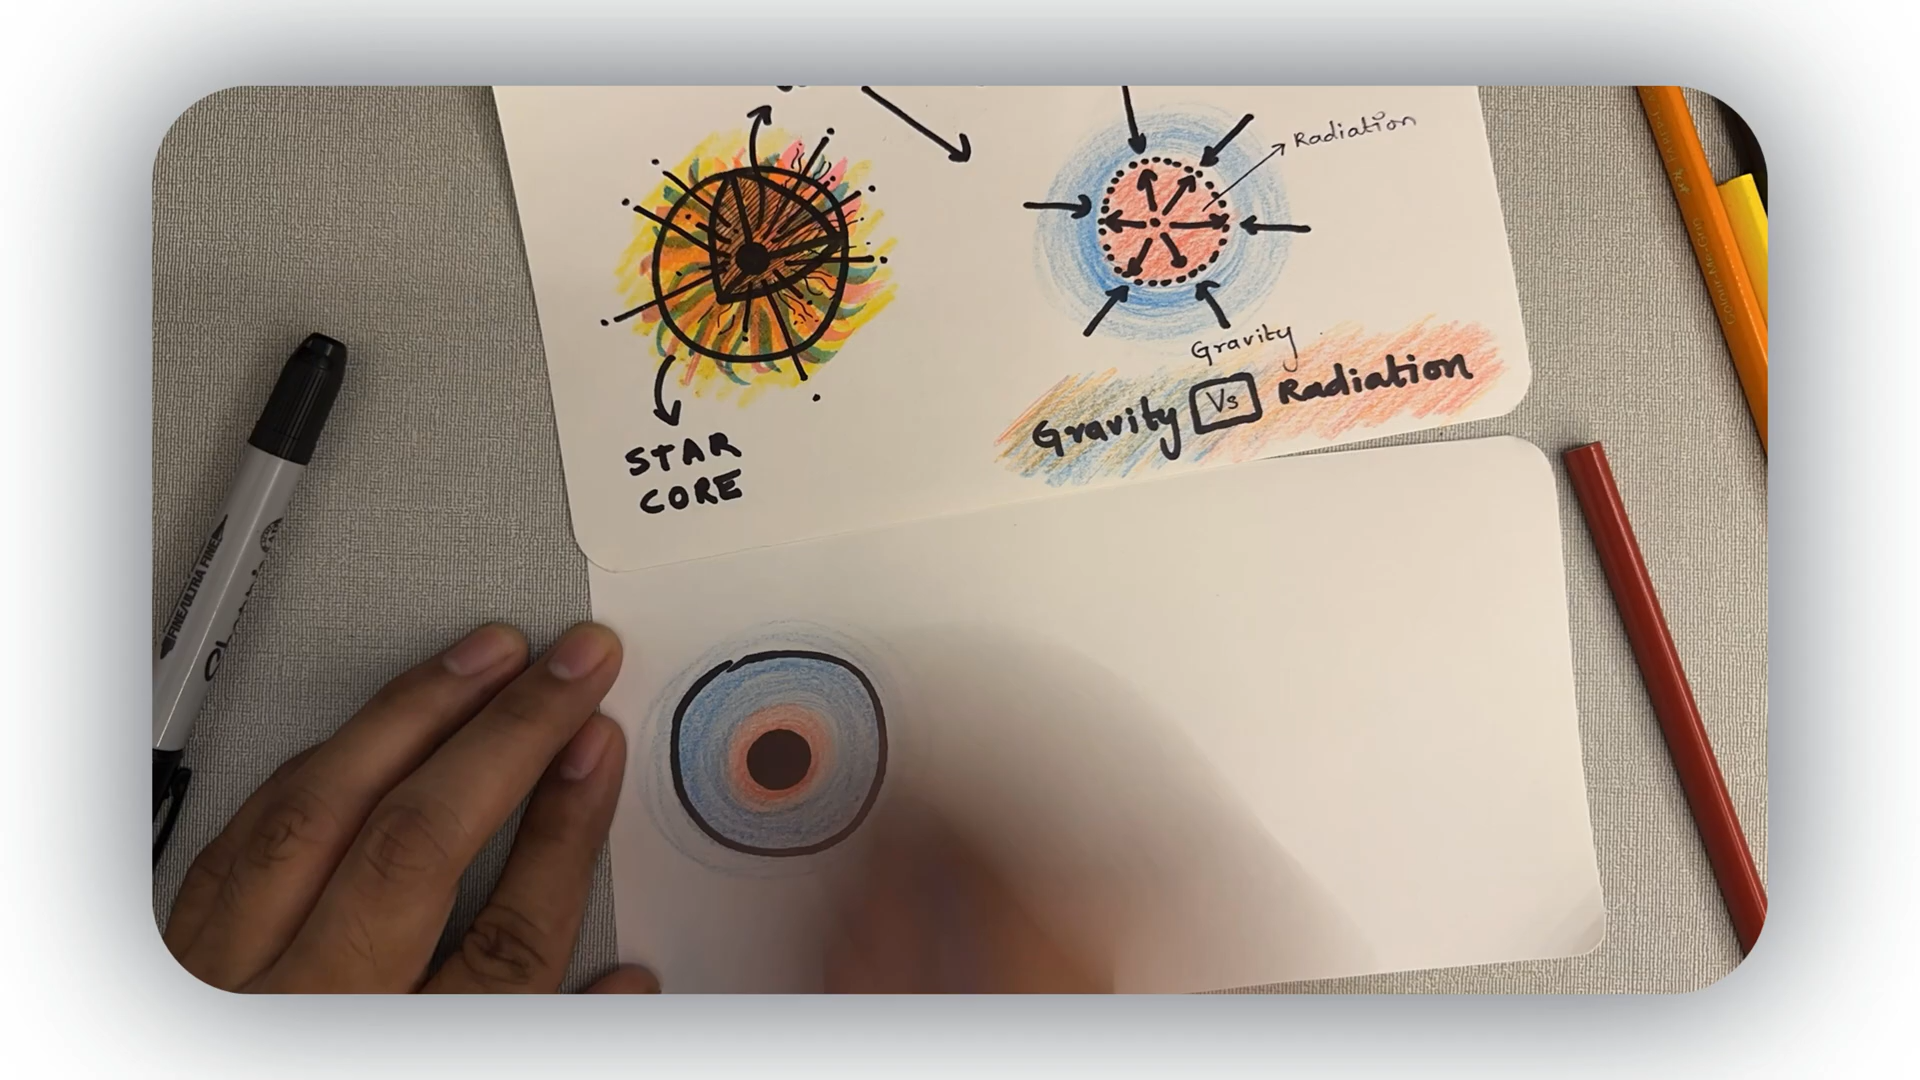 Radiation
Gravity
Gravity Vs Radiation
STAR
CORE
FINE/ULTRA FINE